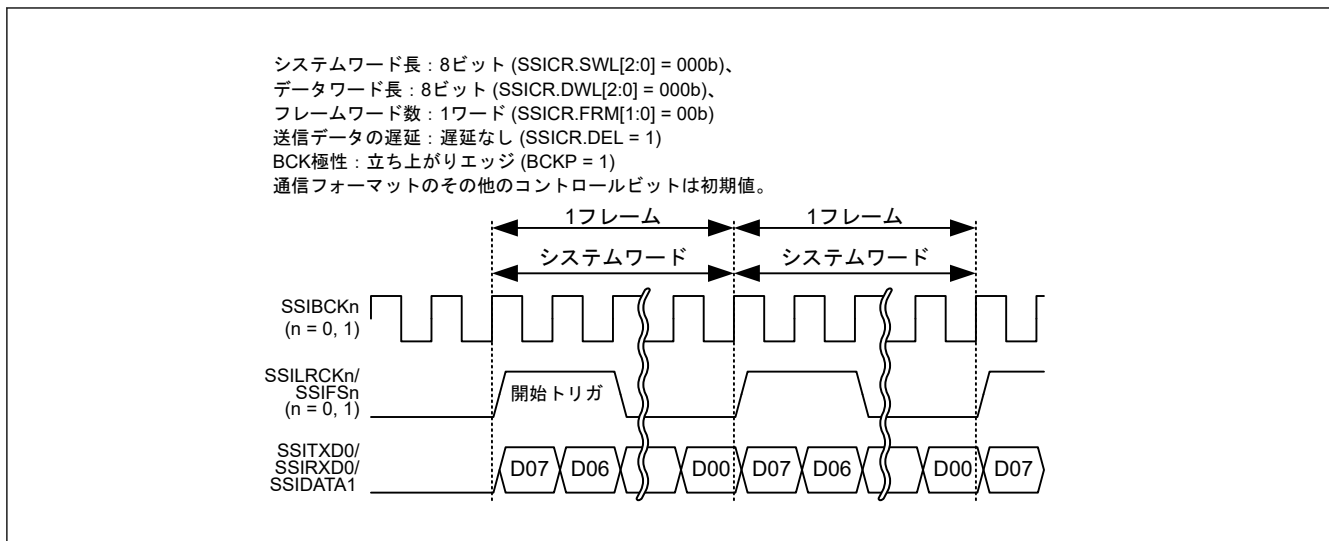 システムワード長：8ビット (SSICR.SWL[2:0] = 000b)、
データワード長：8ビット (SSICR.DWL[2:0] = 000b)、
フレームワード数：1ワード (SSICR.FRM[1:0] = 00b)
送信データの遅延：遅延なし (SSICR.DEL = 1)
BCK極性：立ち上がりエッジ (BCKP = 1)
通信フォーマットのその他のコントロールビットは初期値。
1フレーム 1フレーム
システムワード システムワード
SSIBCKn
(n = 0, 1)
SSILRCKn/
SSIFSn
(n = 0, 1)
開始トリガ
SSITXD0/
SSIRXD0/
SSIDATA1
D07 D06 D00 D07 D06 D00 D07